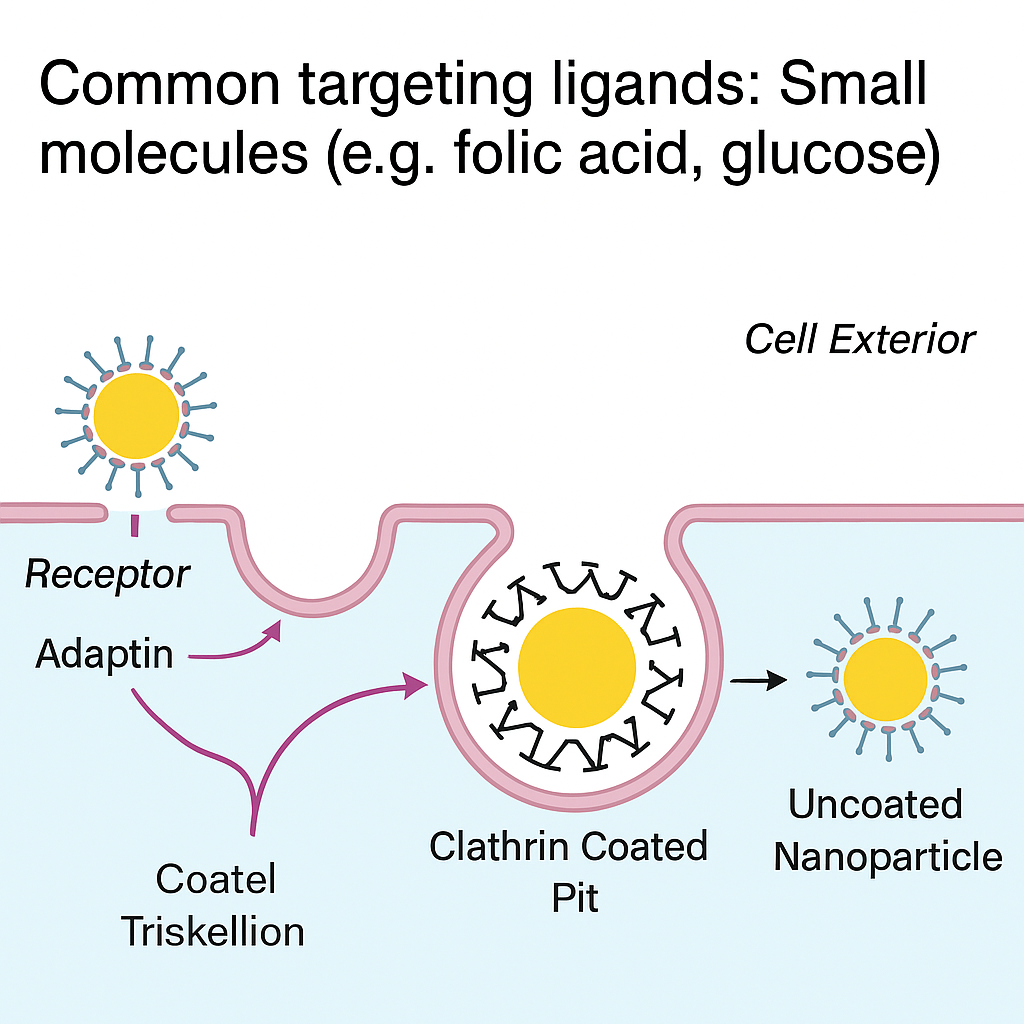 Common targeting ligands: Small
molecules (e.g. folic acid, glucose)
Cell Exterior
Receptor
Adaptin
Coatel
Triskellion
Clathrin Coated
Pit
Uncoated
Nanoparticle